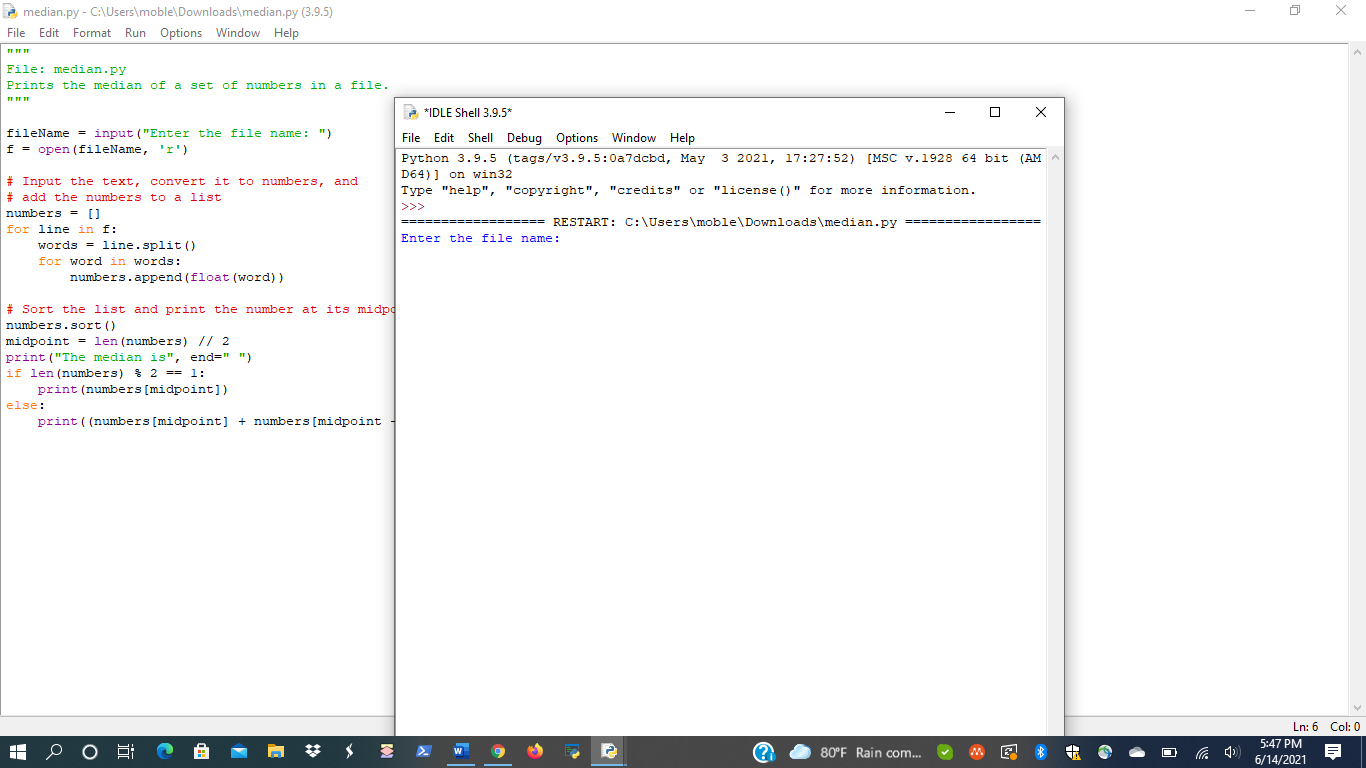 median.py - C:\Users\moble\Downloads\median.py (3.9.5)
File Edit Format Run Options Window Help
"""
File: median.py
Prints the median of a set of numbers in a file.
"""
fileName = input("Enter the file name: ")
f = open(fileName, 'r')
# Input the text, convert it to numbers, and
# add the numbers to a list
numbers = []
for line in f:
    words = line.split()
    for word in words:
        numbers.append(float(word))
# Sort the list and print the number at its midpo
numbers.sort()
midpoint = len(numbers) // 2
print("The median is", end=" ")
if len(numbers) % 2 == 1:
    print(numbers[midpoint])
else:
    print((numbers[midpoint] + numbers[midpoint -
*IDLE Shell 3.9.5*
File Edit Shell Debug Options Window Help
Python 3.9.5 (tags/v3.9.5:0a7dcbd, May  3 2021, 17:27:52) [MSC v.1928 64 bit (AM
D64)] on win32
Type "help", "copyright", "credits" or "license()" for more information.
>>>
================== RESTART: C:\Users\moble\Downloads\median.py =================
Enter the file name:
Ln: 6 Col: 0
80°F Rain com...
5:47 PM
6/14/2021